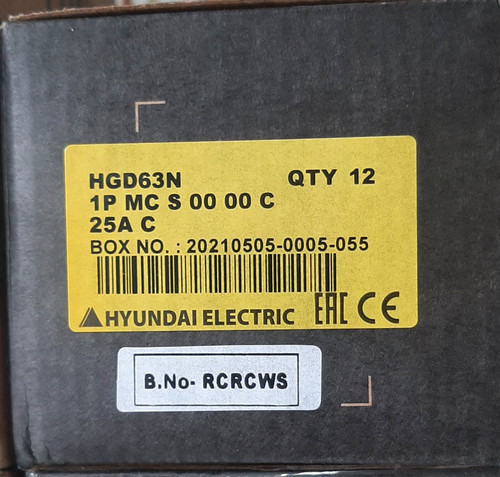 HGD63N QTY 12
1P MC S 00 00 C
25A C
BOX NO. : 20210505-0005-055
HYUNDAI ELECTRIC EAC CE
B.No- RCRCWS